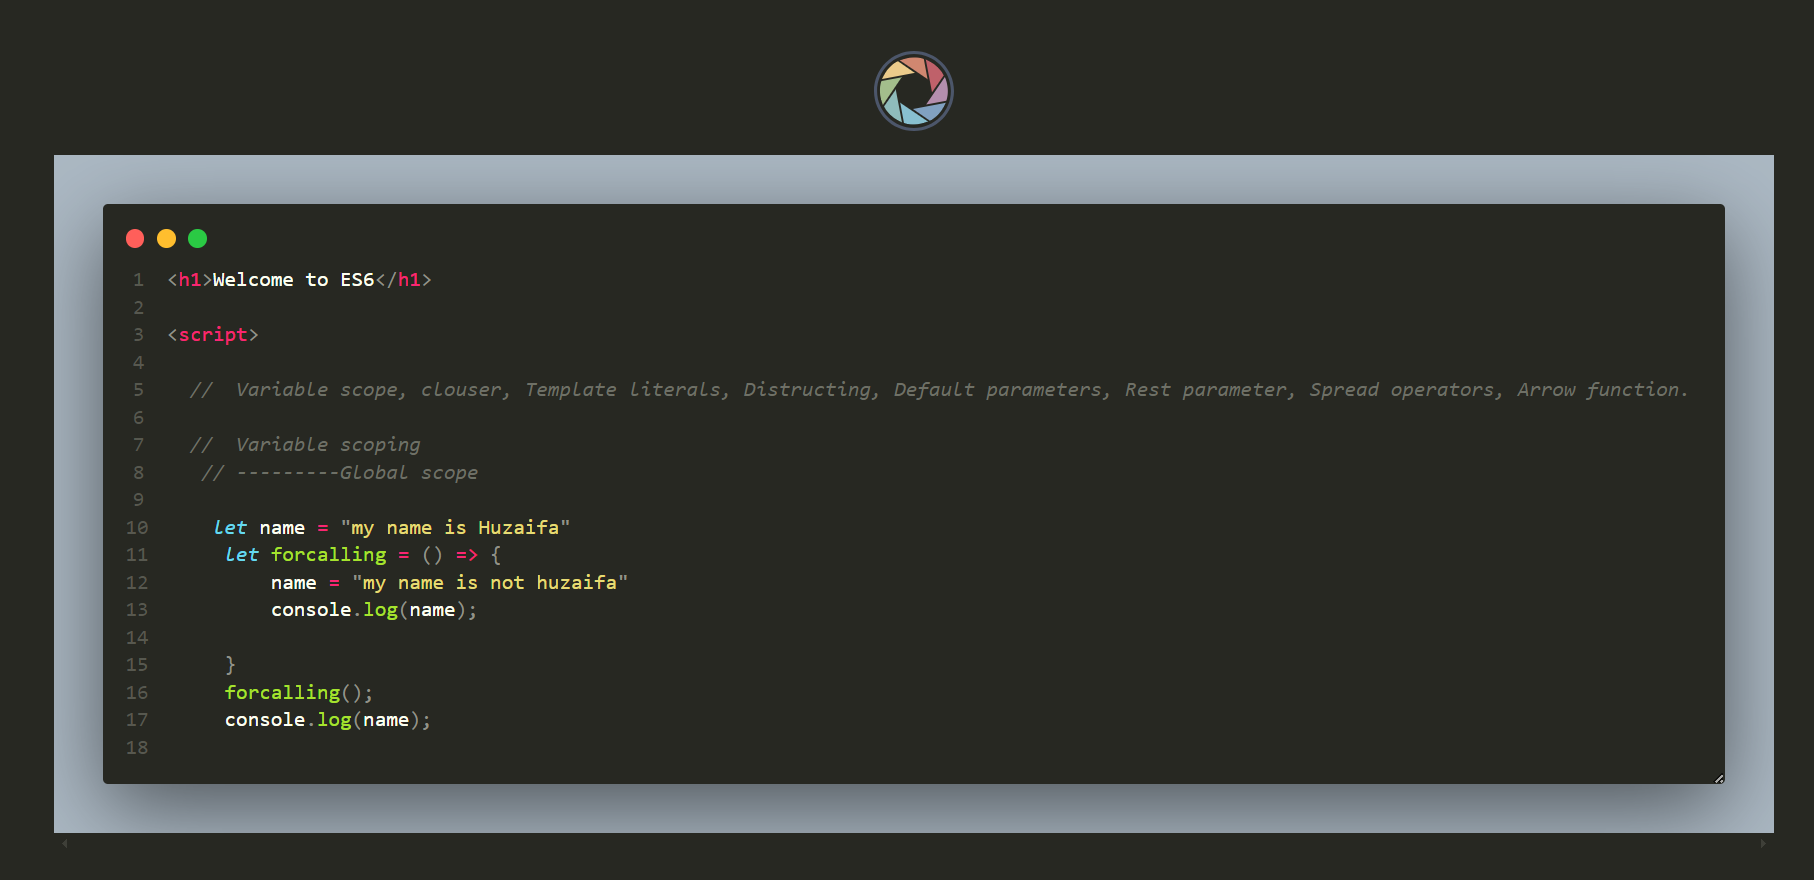 1 <h1>Welcome to ES6</h1>
2
3 <script>
4
5 // Variable scope, clouser, Template literals, Distructing, Default parameters, Rest parameter, Spread operators, Arrow function.
6
7 // Variable scoping
8 // ---------Global scope
9
10 let name = "my name is Huzaifa"
11 let forcalling = () => {
12 name = "my name is not huzaifa"
13 console.log(name);
14
15 }
16 forcalling();
17 console.log(name);
18